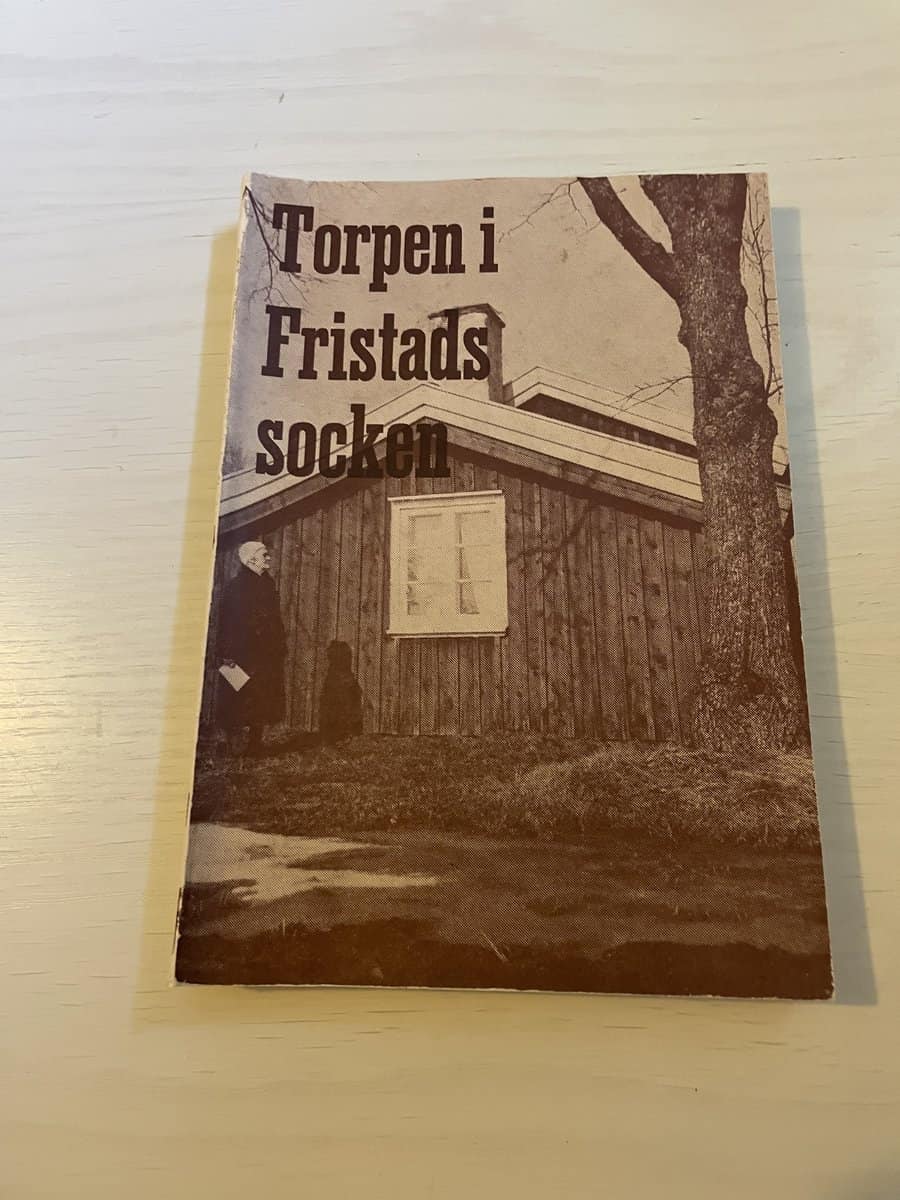 Torpen i
Fristads
socken